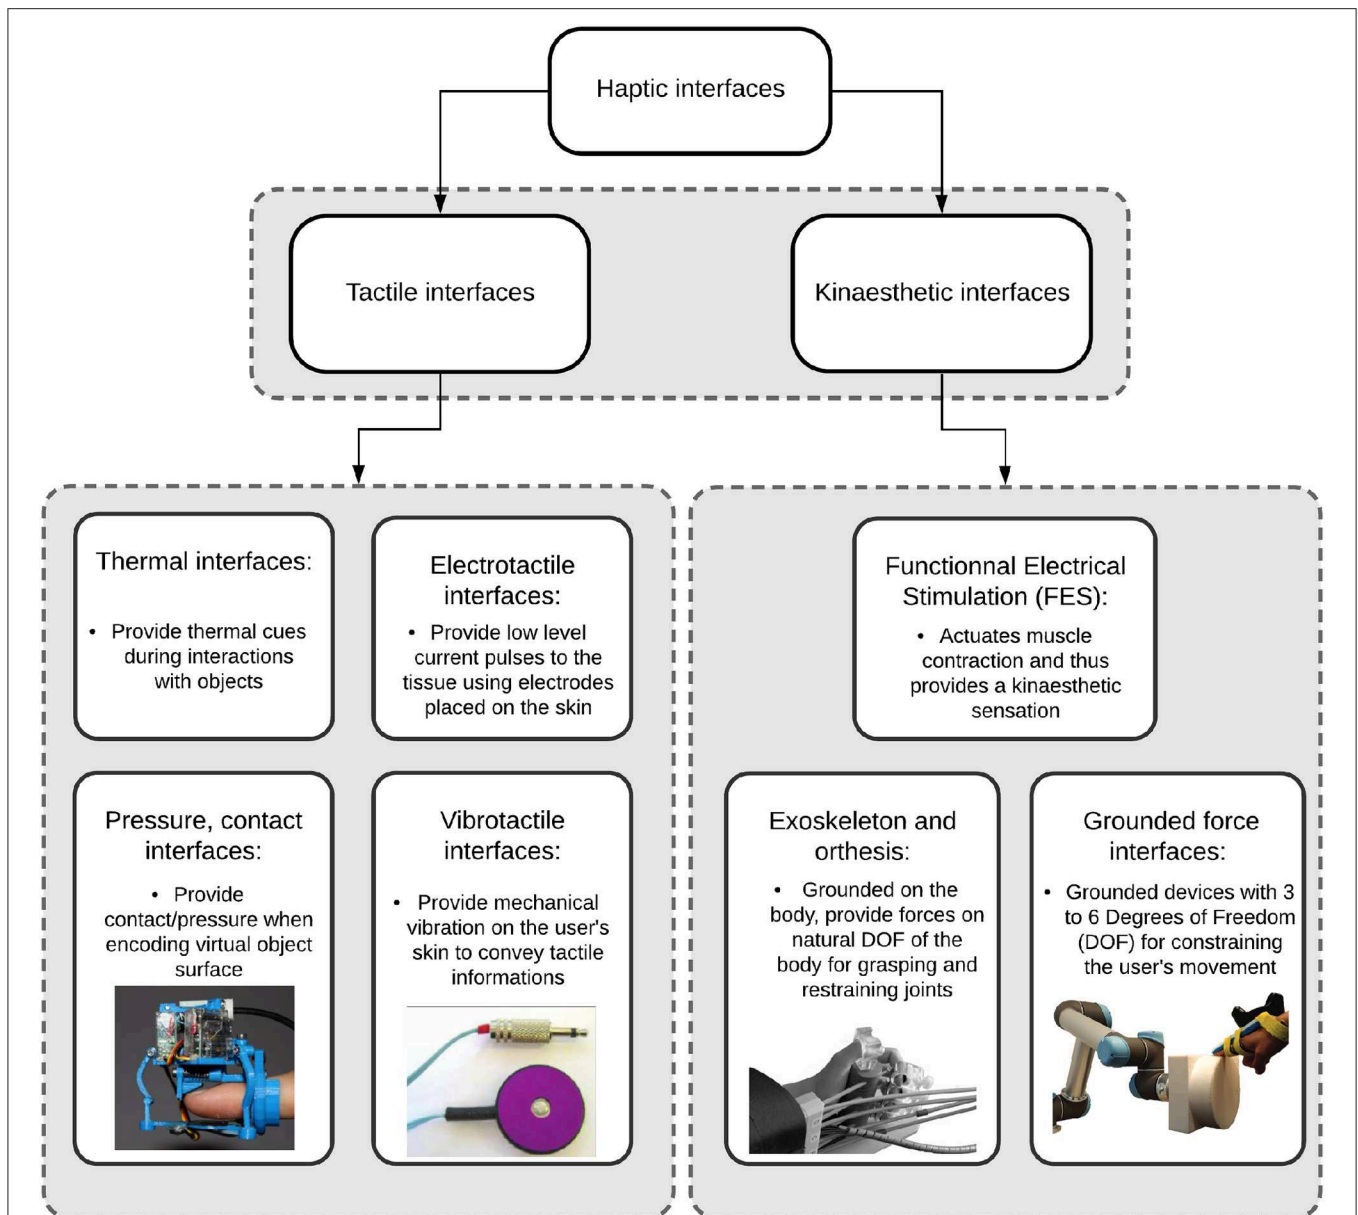 Haptic interfaces
Tactile interfaces
Kinaesthetic interfaces
Thermal interfaces:
• Provide thermal cues
during interactions
with objects
Electrotactile
interfaces:
• Provide low level
current pulses to the
tissue using electrodes
placed on the skin
Functionnal Electrical
Stimulation (FES):
• Actuates muscle
contraction and thus
provides a kinaesthetic
sensation
Pressure, contact
interfaces:
• Provide
contact/pressure when
encoding virtual object
surface
Vibrotactile
interfaces:
• Provide mechanical
vibration on the user's
skin to convey tactile
informations
Exoskeleton and
orthesis:
• Grounded on the
body, provide forces on
natural DOF of the
body for grasping and
restraining joints
Grounded force
interfaces:
• Grounded devices with 3
to 6 Degrees of Freedom
(DOF) for constraining
the user's movement